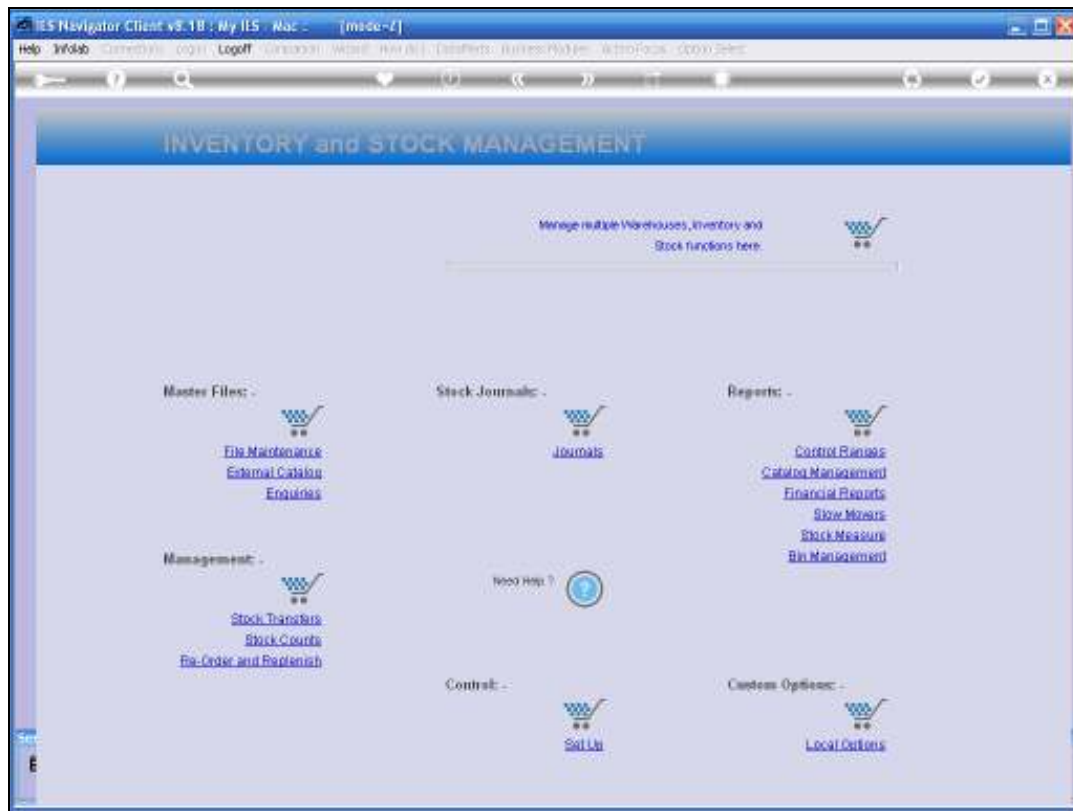 IES Navigator Client v8.1B : My IES - Mac :
Help Infolab Logoff Companion Wizard
INVENTORY and STOCK MANAGEMENT
Manage multiple Warehouses, Inventory and
Stock functions here.
Master Files: -
File Maintenance
External Catalog
Enquiries
Stock Journals: -
Journals
Reports: -
Control Ranges
Catalog Management
Financial Reports
Slow Movers
Stock Measure
Bin Management
Management: -
Stock Transfers
Stock Counts
Re-Order and Replenish
Need Help ?
Control: -
Set Up
Custom Options: -
Local Options